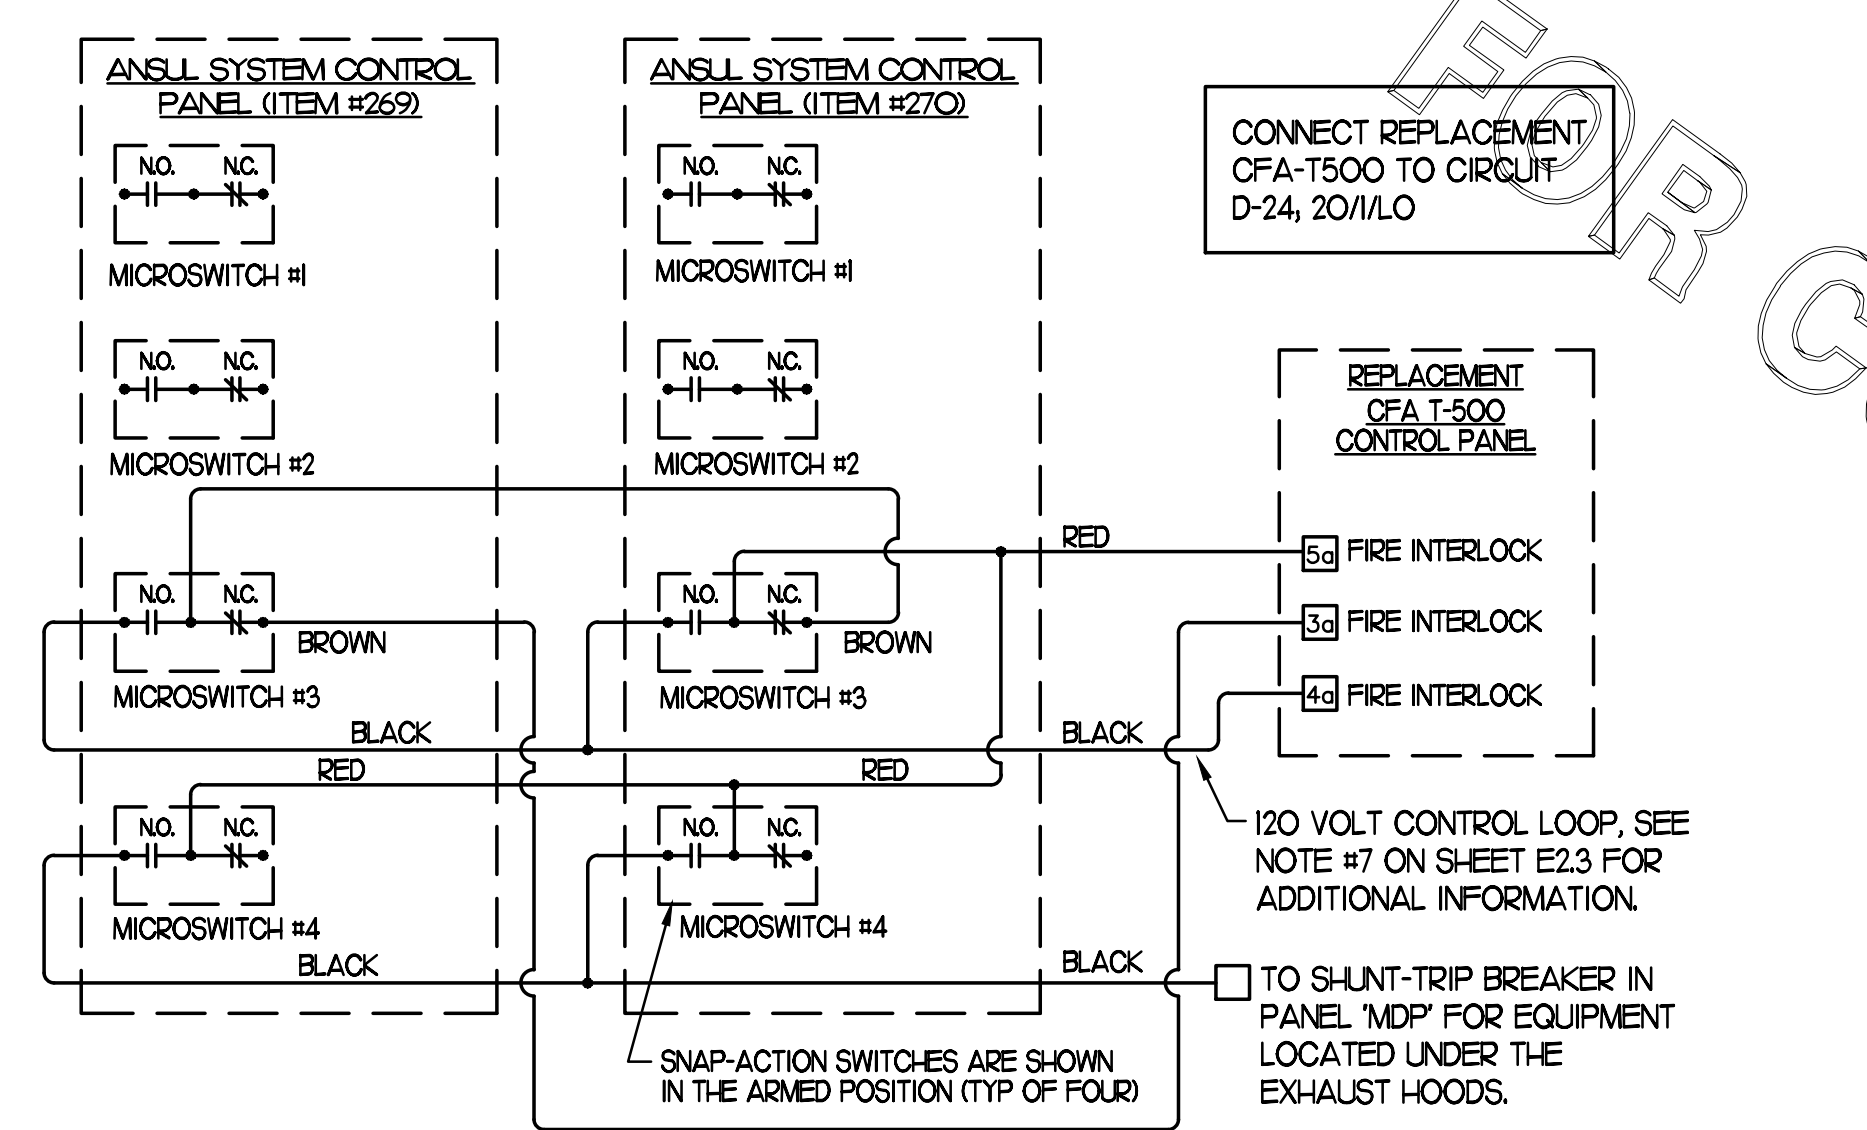 ANSUL SYSTEM CONTROL
PANEL (ITEM #269)
N.O. N.C.
MICROSWITCH #1
N.O. N.C.
MICROSWITCH #2
N.O. N.C.
BROWN
MICROSWITCH #3
BLACK
RED
N.O. N.C.
MICROSWITCH #4
BLACK
ANSUL SYSTEM CONTROL
PANEL (ITEM #270)
N.O. N.C.
MICROSWITCH #1
N.O. N.C.
MICROSWITCH #2
N.O. N.C.
BROWN
MICROSWITCH #3
RED
N.O. N.C.
MICROSWITCH #4
SNAP-ACTION SWITCHES ARE SHOWN
IN THE ARMED POSITION (TYP OF FOUR)
RED
BLACK
BLACK
CONNECT REPLACEMENT
CFA-T500 TO CIRCUIT
D-24; 20/1/LO
FOR C
REPLACEMENT
CFA T-500
CONTROL PANEL
5a FIRE INTERLOCK
3a FIRE INTERLOCK
4a FIRE INTERLOCK
120 VOLT CONTROL LOOP, SEE
NOTE #7 ON SHEET E2.3 FOR
ADDITIONAL INFORMATION.
TO SHUNT-TRIP BREAKER IN
PANEL 'MDP' FOR EQUIPMENT
LOCATED UNDER THE
EXHAUST HOODS.